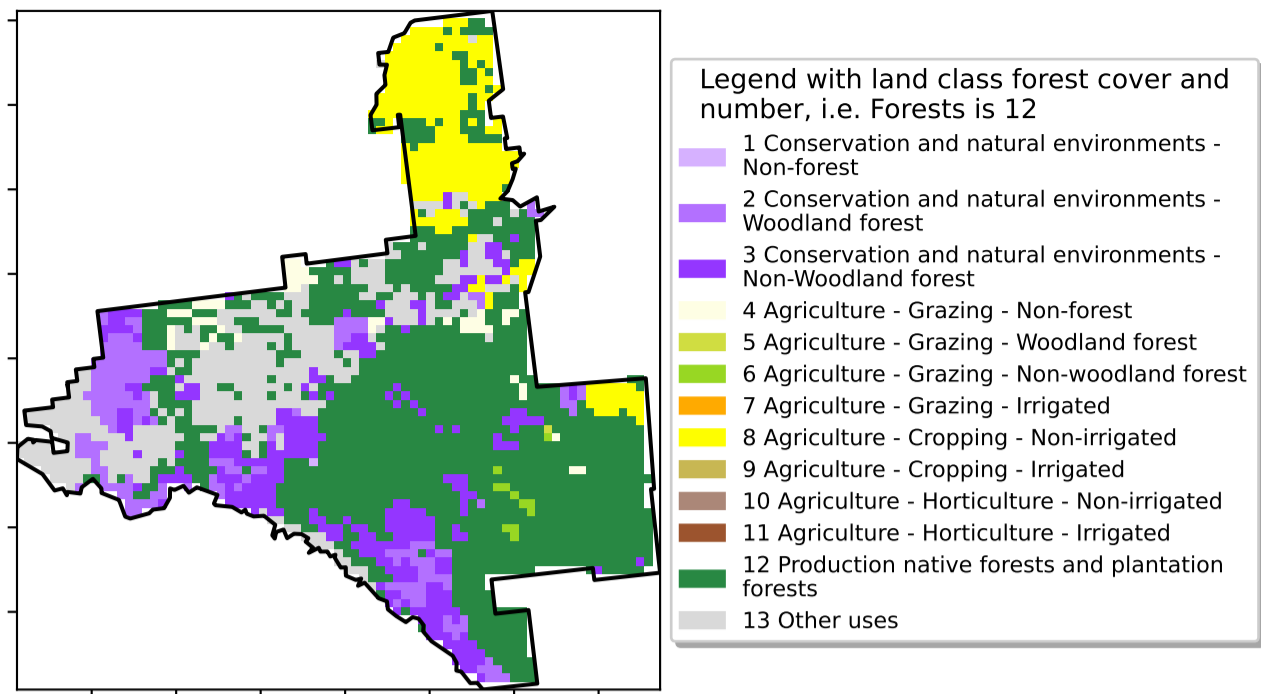 Legend with land class forest cover and
number, i.e. Forests is 12
1 Conservation and natural environments -
Non-forest
2 Conservation and natural environments -
Woodland forest
3 Conservation and natural environments -
Non-Woodland forest
4 Agriculture - Grazing - Non-forest
5 Agriculture - Grazing - Woodland forest
6 Agriculture - Grazing - Non-woodland forest
7 Agriculture - Grazing - Irrigated
8 Agriculture - Cropping - Non-irrigated
9 Agriculture - Cropping - Irrigated
10 Agriculture - Horticulture - Non-irrigated
11 Agriculture - Horticulture - Irrigated
12 Production native forests and plantation
forests
13 Other uses